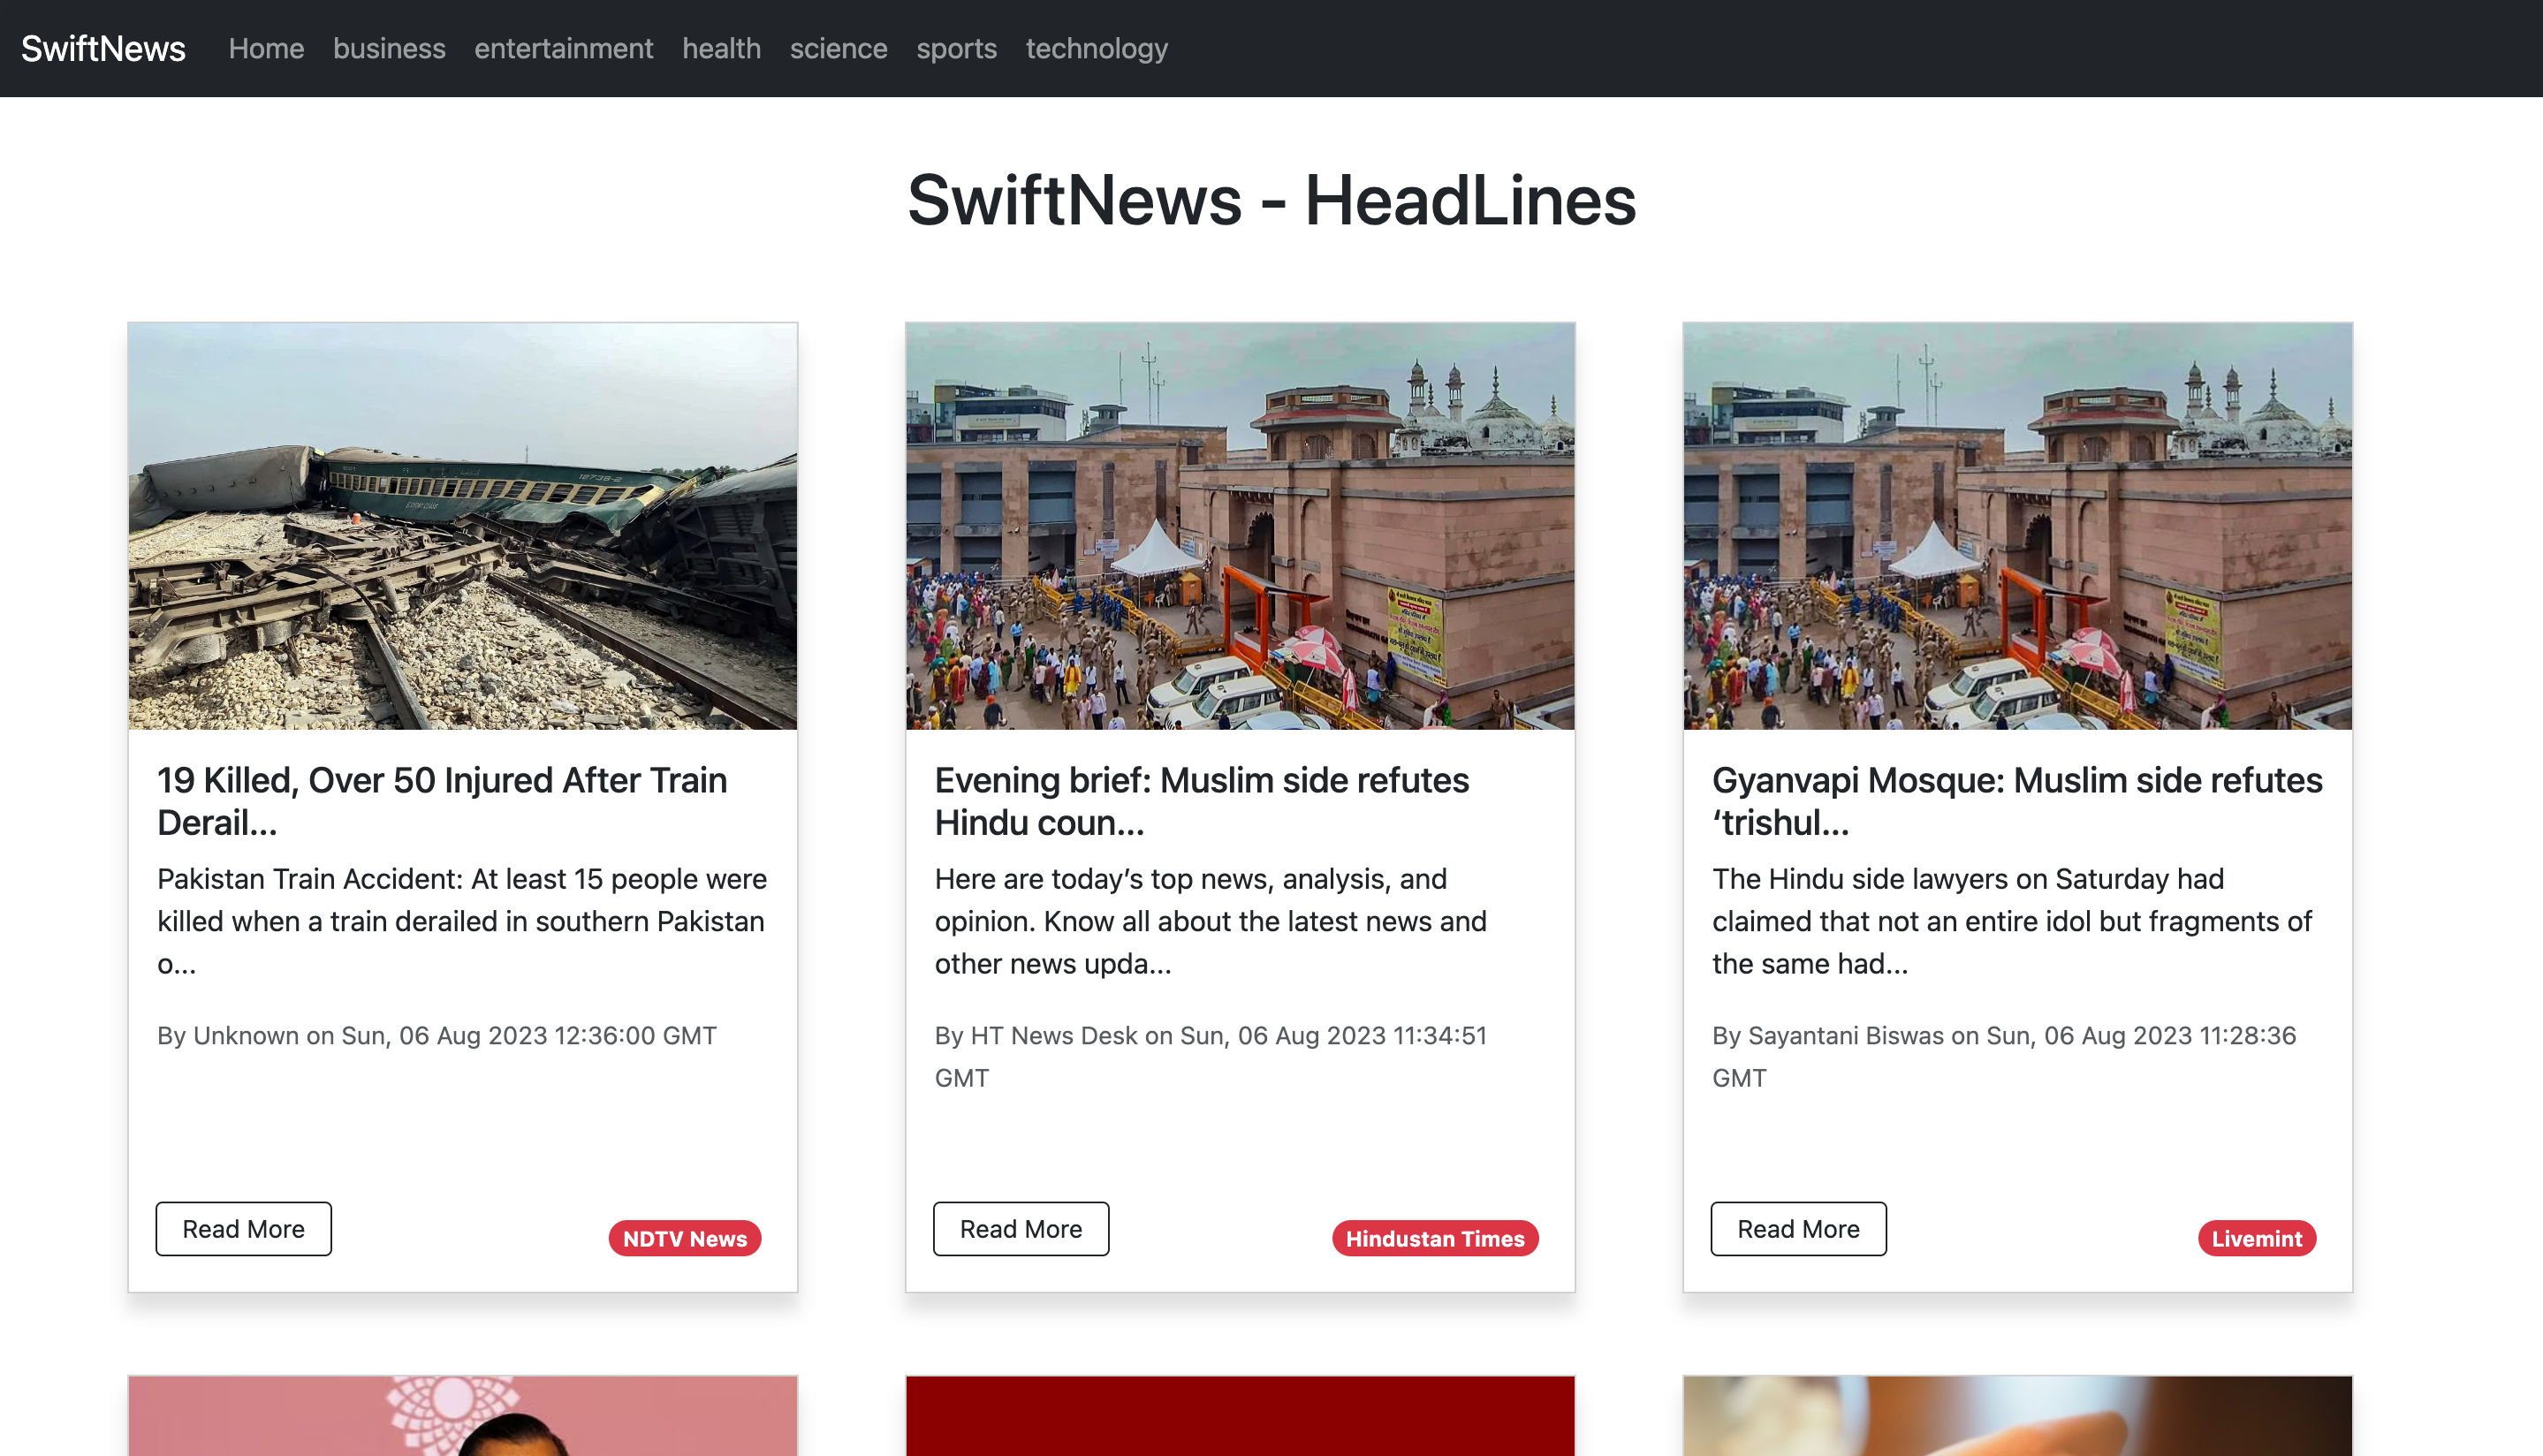 SwiftNews Home business entertainment health science sports technology
SwiftNews - HeadLines
19 Killed, Over 50 Injured After Train
Derail...
Pakistan Train Accident: At least 15 people were
killed when a train derailed in southern Pakistan
o...
By Unknown on Sun, 06 Aug 2023 12:36:00 GMT
Read More
NDTV News
Evening brief: Muslim side refutes
Hindu coun...
Here are today’s top news, analysis, and
opinion. Know all about the latest news and
other news upda...
By HT News Desk on Sun, 06 Aug 2023 11:34:51
GMT
Read More
Hindustan Times
Gyanvapi Mosque: Muslim side refutes
‘trishul...
The Hindu side lawyers on Saturday had
claimed that not an entire idol but fragments of
the same had...
By Sayantani Biswas on Sun, 06 Aug 2023 11:28:36
GMT
Read More
Livemint